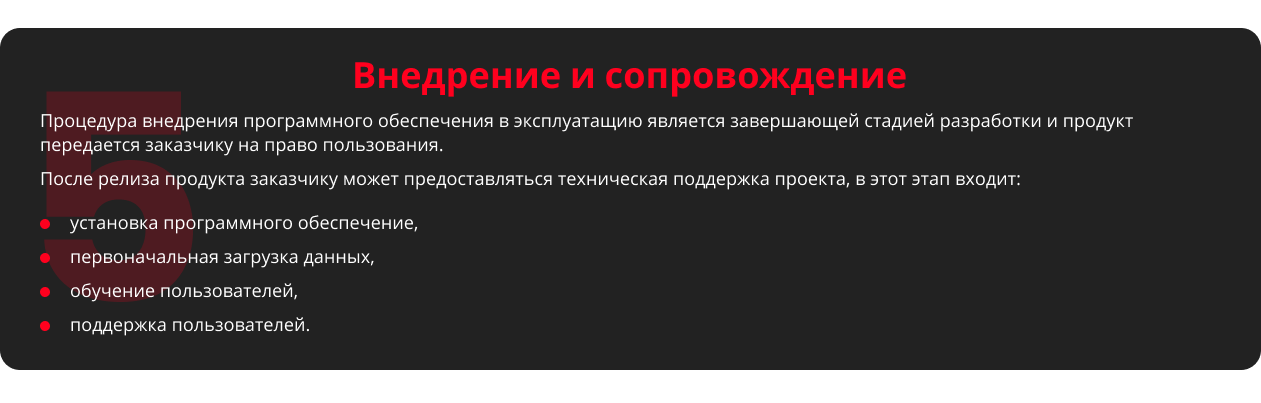 Внедрение и сопровождение
5
Процедура внедрения программного обеспечения в эксплуатащию является завершающей стадией разработки и продукт
передается заказчику на право пользования.
После релиза продукта заказчику может предоставляться техническая поддержка проекта, в этот этап входит:
установка программного обеспечение,
первоначальная загрузка данных,
обучение пользователей,
поддержка пользователей.